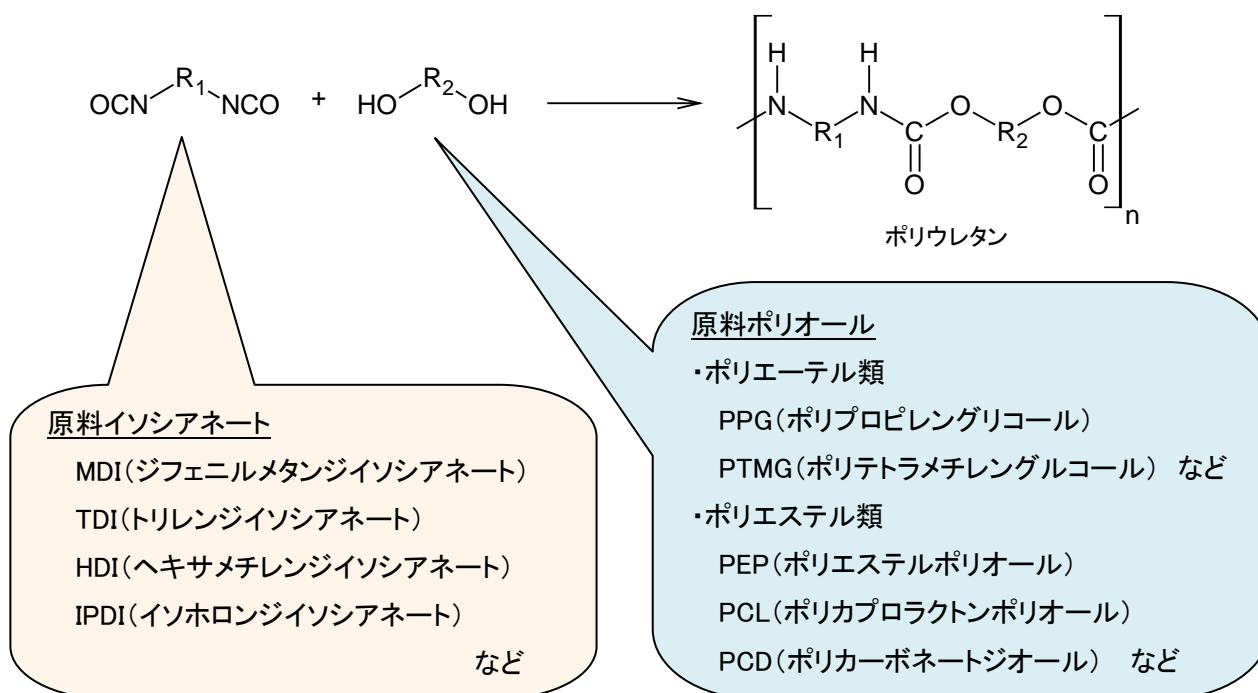 OCN R1 NCO + HO R2 OH
H H
N R1 N C O R2 O C
O O
n
ポリウレタン
原料イソシアネート
MDI(ジフェニルメタンジイソシアネート)
TDI(トリレンジイソシアネート)
HDI(ヘキサメチレンジイソシアネート)
IPDI(イソホロンジイソシアネート)
など
原料ポリオール
・ポリエーテル類
PPG(ポリプロピレングリコール)
PTMG(ポリテトラメチレングルコール) など
・ポリエステル類
PEP(ポリエステルポリオール)
PCL(ポリカプロラクトンポリオール)
PCD(ポリカーボネートジオール) など